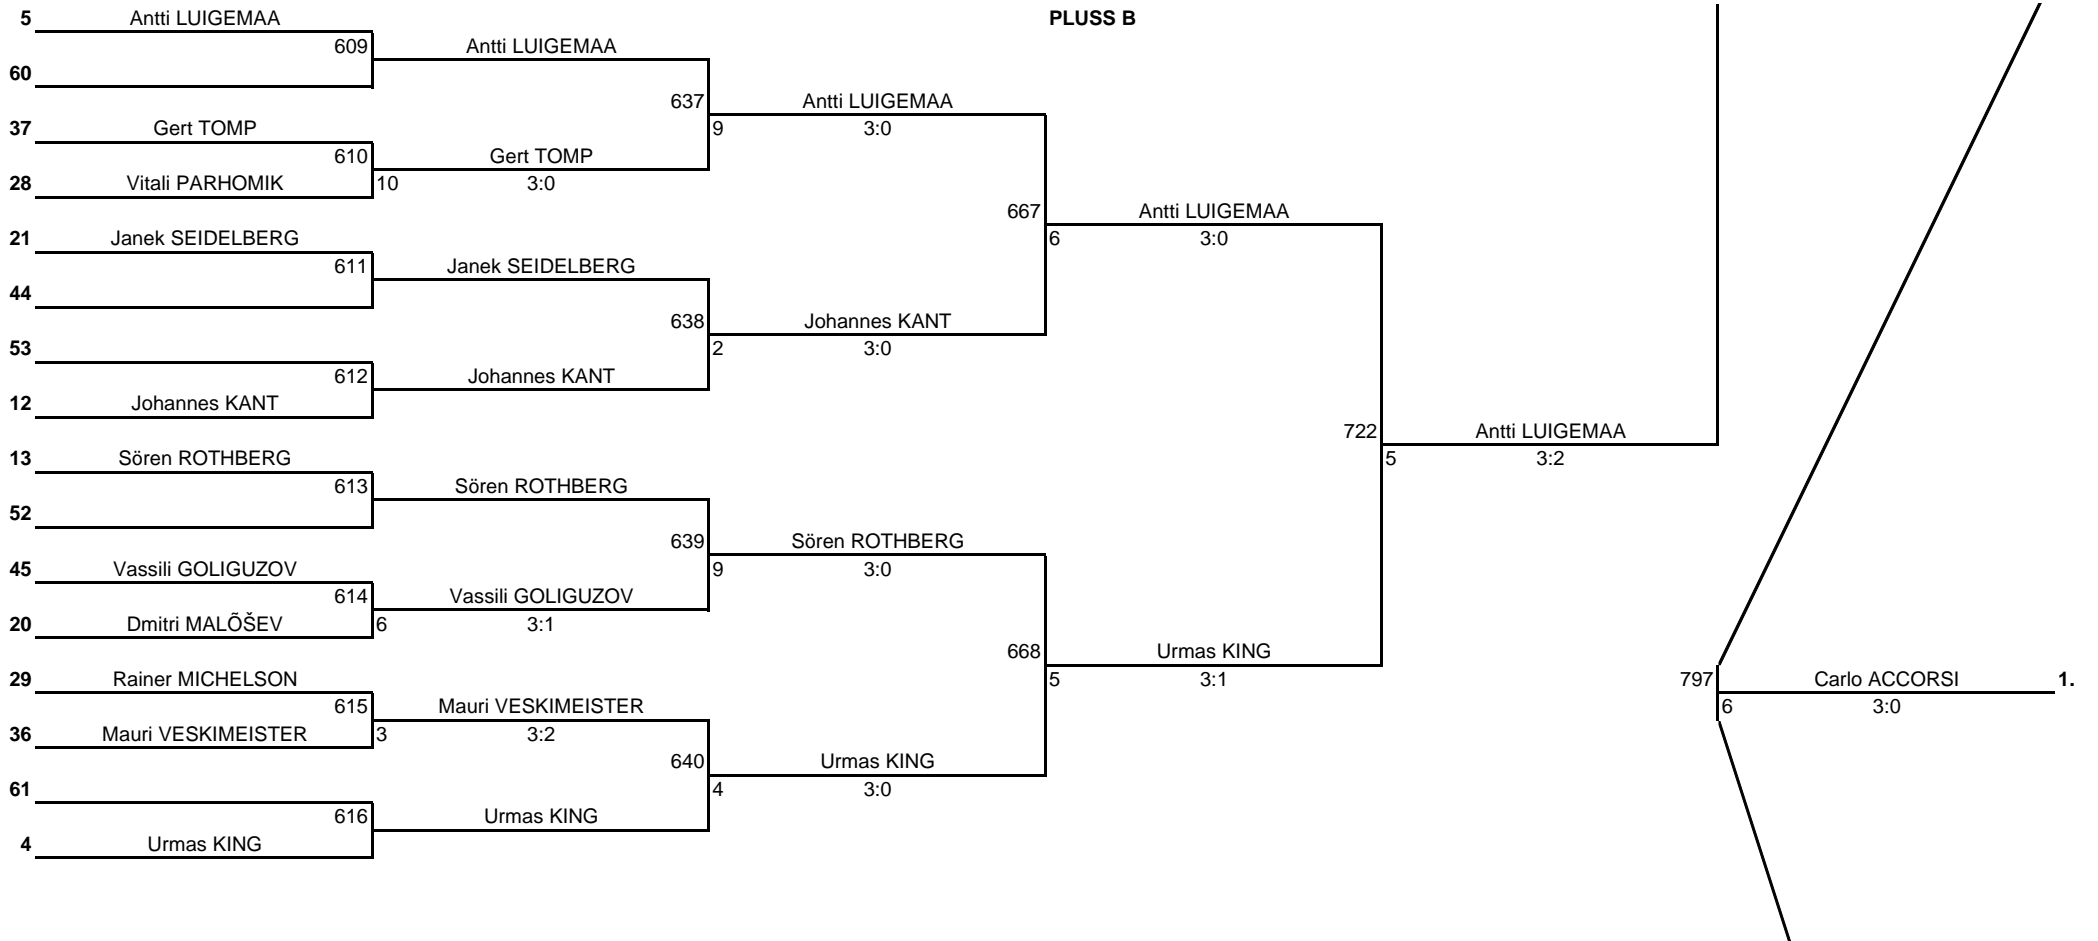 5 Antti LUIGEMAA PLUSS B
609 Antti LUIGEMAA
60
637 Antti LUIGEMAA
37 Gert TOMP 9 3:0
610 Gert TOMP
28 Vitali PARHOMIK 10 3:0
667 Antti LUIGEMAA
21 Janek SEIDELBERG 6 3:0
611 Janek SEIDELBERG
44
638 Johannes KANT
53 2 3:0
612 Johannes KANT
12 Johannes KANT
722 Antti LUIGEMAA
13 Sören ROTHBERG 5 3:2
613 Sören ROTHBERG
52
639 Sören ROTHBERG
45 Vassili GOLIGUZOV 9 3:0
614 Vassili GOLIGUZOV
20 Dmitri MALÕŠEV 6 3:1
668 Urmas KING
29 Rainer MICHELSON 5 3:1 797 Carlo ACCORSI 1.
615 Mauri VESKIMEISTER 6 3:0
36 Mauri VESKIMEISTER 3 3:2
640 Urmas KING
61 4 3:0
616 Urmas KING
4 Urmas KING